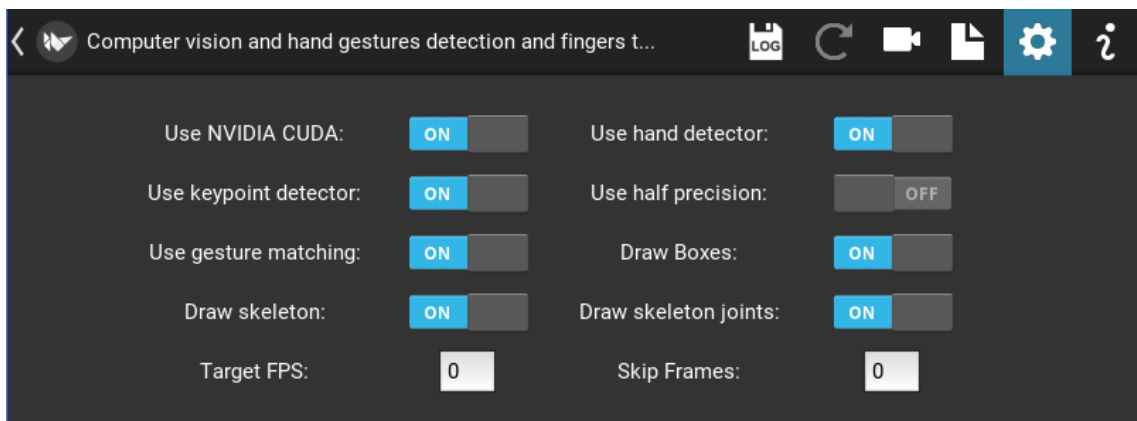 Computer vision and hand gestures detection and fingers t...
LOG
Use NVIDIA CUDA: ON Use hand detector: ON
Use keypoint detector: ON Use half precision: OFF
Use gesture matching: ON Draw Boxes: ON
Draw skeleton: ON Draw skeleton joints: ON
Target FPS: 0 Skip Frames: 0